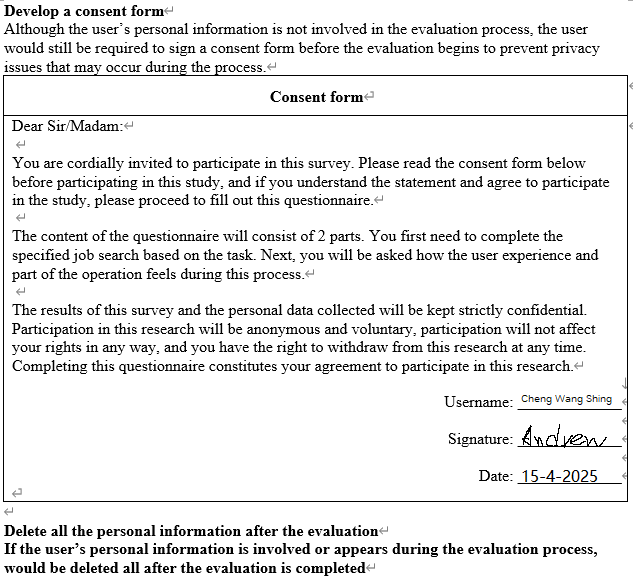 Develop a consent form
Although the user's personal information is not involved in the evaluation process, the user
would still be required to sign a consent form before the evaluation begins to prevent privacy
issues that may occur during the process.
Consent form
Dear Sir/Madam:
You are cordially invited to participate in this survey. Please read the consent form below
before participating in this study, and if you understand the statement and agree to participate
in the study, please proceed to fill out this questionnaire.
The content of the questionnaire will consist of 2 parts. You first need to complete the
specified job search based on the task. Next, you will be asked how the user experience and
part of the operation feels during this process.
The results of this survey and the personal data collected will be kept strictly confidential.
Participation in this research will be anonymous and voluntary, participation will not affect
your rights in any way, and you have the right to withdraw from this research at any time.
Completing this questionnaire constitutes your agreement to participate in this research.
Username: Cheng Wang Shing
Signature: Andrew
Date: 15-4-2025
Delete all the personal information after the evaluation
If the user's personal information is involved or appears during the evaluation process,
would be deleted all after the evaluation is completed